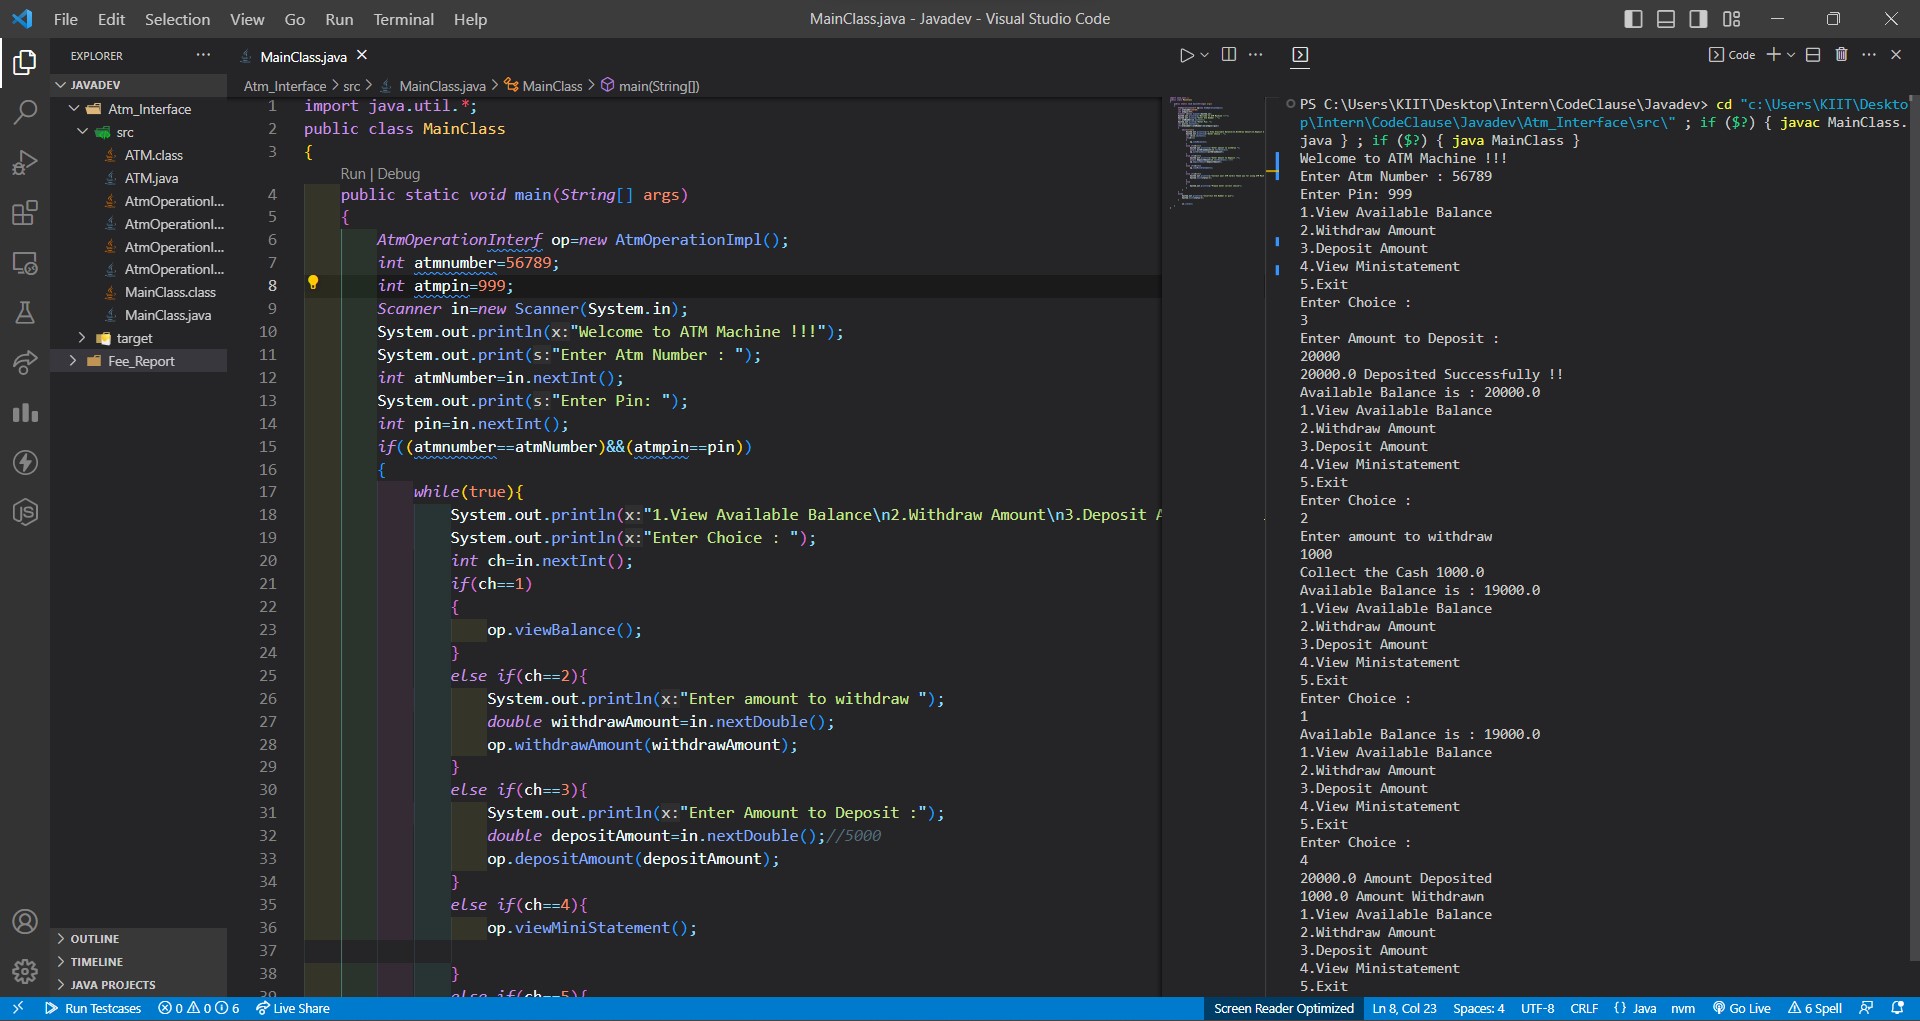 File Edit Selection View Go Run Terminal Help
MainClass.java - Javadev - Visual Studio Code
EXPLORER
JAVADEV
Atm_Interface
src
ATM.class
ATM.java
AtmOperationI...
AtmOperationI...
AtmOperationI...
AtmOperationI...
MainClass.class
MainClass.java
target
Fee_Report
OUTLINE
TIMELINE
JAVA PROJECTS
MainClass.java
Atm_Interface > src > MainClass.java > MainClass > main(String[])
1 import java.util.*;
2 public class MainClass
3 {
Run | Debug
4 public static void main(String[] args)
5 {
6 AtmOperationInterf op=new AtmOperationImpl();
7 int atmnumber=56789;
8 int atmpin=999;
9 Scanner in=new Scanner(System.in);
10 System.out.println(x:"Welcome to ATM Machine !!!");
11 System.out.print(s:"Enter Atm Number : ");
12 int atmNumber=in.nextInt();
13 System.out.print(s:"Enter Pin: ");
14 int pin=in.nextInt();
15 if((atmnumber==atmNumber)&&(atmpin==pin))
16 {
17 while(true){
18 System.out.println(x:"1.View Available Balance\n2.Withdraw Amount\n3.Deposit A
19 System.out.println(x:"Enter Choice : ");
20 int ch=in.nextInt();
21 if(ch==1)
22 {
23 op.viewBalance();
24 }
25 else if(ch==2){
26 System.out.println(x:"Enter amount to withdraw ");
27 double withdrawAmount=in.nextDouble();
28 op.withdrawAmount(withdrawAmount);
29 }
30 else if(ch==3){
31 System.out.println(x:"Enter Amount to Deposit :");
32 double depositAmount=in.nextDouble();//5000
33 op.depositAmount(depositAmount);
34 }
35 else if(ch==4){
36 op.viewMiniStatement();
37
38 }
39 else if(ch==5){
Code
PS C:\Users\KIIT\Desktop\Intern\CodeClause\Javadev> cd "c:\Users\KIIT\Deskto
p\Intern\CodeClause\Javadev\Atm_Interface\src\" ; if ($?) { javac MainClass.
java } ; if ($?) { java MainClass }
Welcome to ATM Machine !!!
Enter Atm Number : 56789
Enter Pin: 999
1.View Available Balance
2.Withdraw Amount
3.Deposit Amount
4.View Ministatement
5.Exit
Enter Choice :
3
Enter Amount to Deposit :
20000
20000.0 Deposited Successfully !!
Available Balance is : 20000.0
1.View Available Balance
2.Withdraw Amount
3.Deposit Amount
4.View Ministatement
5.Exit
Enter Choice :
2
Enter amount to withdraw
1000
Collect the Cash 1000.0
Available Balance is : 19000.0
1.View Available Balance
2.Withdraw Amount
3.Deposit Amount
4.View Ministatement
5.Exit
Enter Choice :
1
Available Balance is : 19000.0
1.View Available Balance
2.Withdraw Amount
3.Deposit Amount
4.View Ministatement
5.Exit
Enter Choice :
4
20000.0 Amount Deposited
1000.0 Amount Withdrawn
1.View Available Balance
2.Withdraw Amount
3.Deposit Amount
4.View Ministatement
5.Exit
Run Testcases 0 0 6 Live Share Screen Reader Optimized Ln 8, Col 23 Spaces: 4 UTF-8 CRLF {} Java nvm Go Live 6 Spell